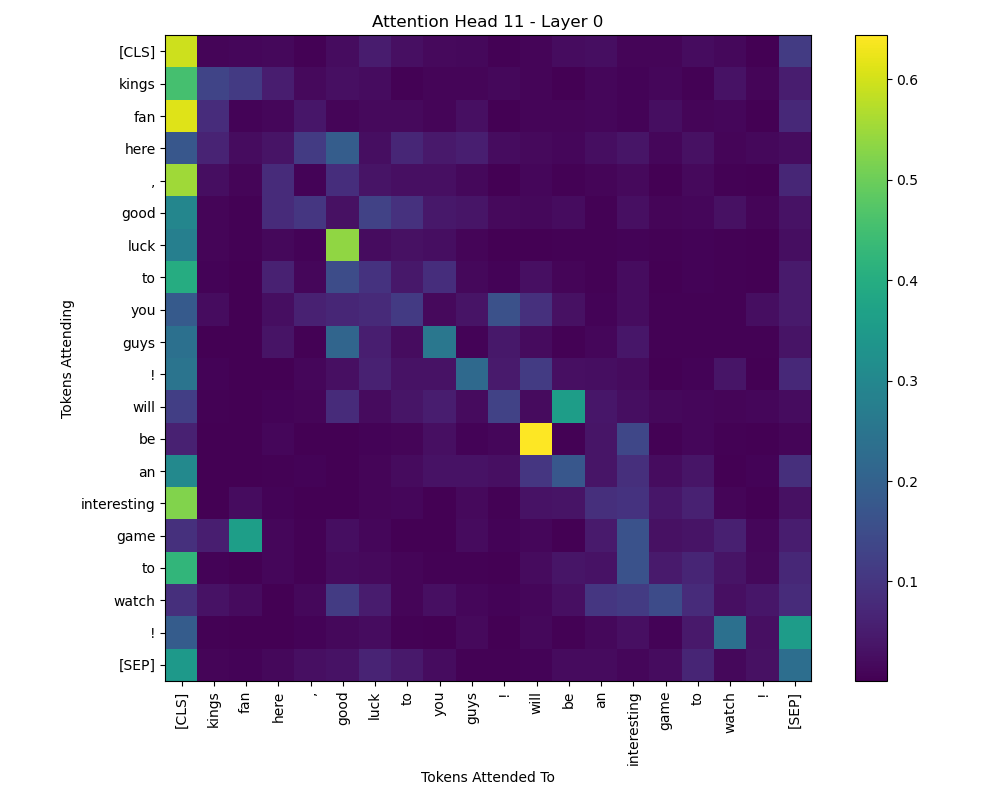 Attention Head 11 - Layer 0
Tokens Attending
[CLS]
kings
fan
here
,
good
luck
to
you
guys
!
will
be
an
interesting
game
to
watch
!
[SEP]
[CLS]
kings
fan
here
,
good
luck
to
you
guys
!
will
be
an
interesting
game
to
watch
!
[SEP]
Tokens Attended To
0.6
0.5
0.4
0.3
0.2
0.1